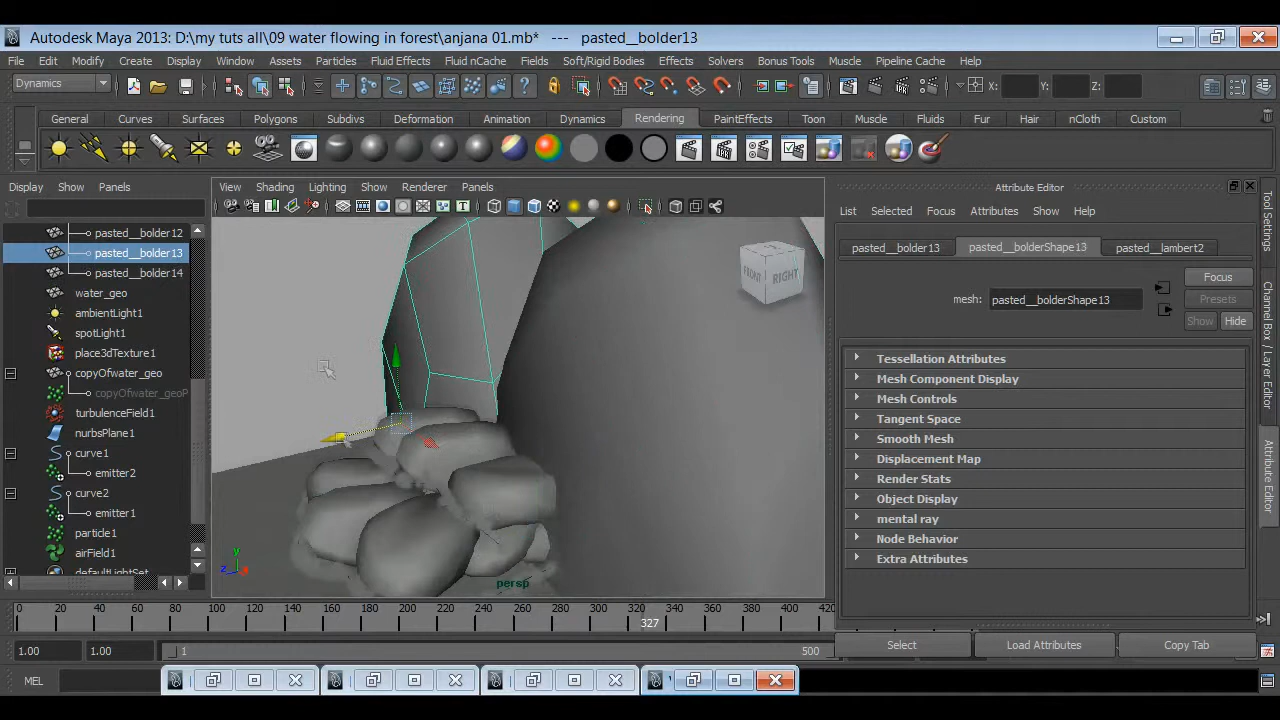 Autodesk Maya 2013: D:\my tuts all\09 water flowing in forest\anjana 01.mb*   ---   pasted__bolder13
File Edit Modify Create Display Window Assets Particles Fluid Effects Fluid nCache Fields Soft/Rigid Bodies Effects Solvers Bonus Tools Muscle Pipeline Cache Help
Dynamics X: Y: Z:
General Curves Surfaces Subdivs Polygons Deformation Animation Dynamics Rendering PaintEffects Toon Muscle Fluids Fur Hair nCloth Custom
Display Show Panels
View Shading Lighting Show Renderer Panels
Attribute Editor
List Selected Focus Attributes Show Help
pasted__bolder12
pasted__bolder13
pasted__bolder14
water_geo
ambientLight1
spotLight1
place3dTexture1
copyOfwater_geo
copyOfwater_geoP
turbulenceField1
nurbsPlane1
curve1
emitter2
curve2
emitter1
particle1
airField1
defaultLightSet
FRONT RIGHT
y
z x
persp
pasted__bolder13 pasted__bolderShape13 pasted__lambert2
mesh: pasted__bolderShape13
Focus
Presets
Show Hide
Tessellation Attributes
Mesh Component Display
Mesh Controls
Tangent Space
Smooth Mesh
Displacement Map
Render Stats
Object Display
mental ray
Node Behavior
Extra Attributes
Select Load Attributes Copy Tab
Tool Settings
Channel Box / Layer Editor
Attribute Editor
0 20 40 60 80 100 120 140 160 180 200 220 240 260 280 300 320 340 360 380 400 420
327
1.00 1.00 1 500
MEL